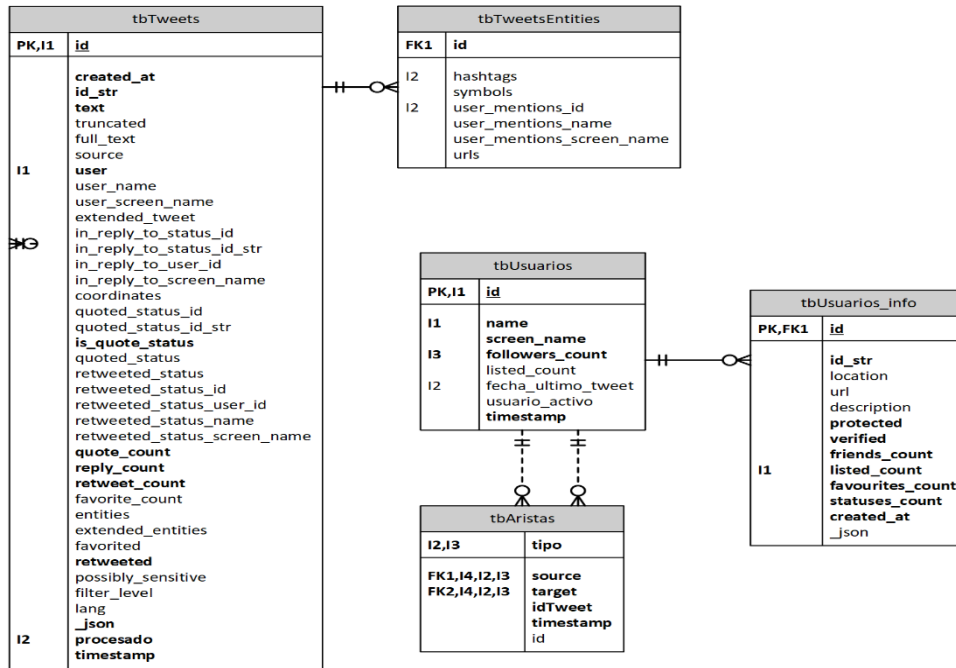 tbTweets
PK,I1 id
created_at
id_str
text
truncated
full_text
source
I1 user
user_name
user_screen_name
extended_tweet
in_reply_to_status_id
in_reply_to_status_id_str
in_reply_to_user_id
in_reply_to_screen_name
coordinates
quoted_status_id
quoted_status_id_str
is_quote_status
quoted_status
retweeted_status
retweeted_status_id
retweeted_status_user_id
retweeted_status_name
retweeted_status_screen_name
quote_count
reply_count
retweet_count
favorite_count
entities
extended_entities
favorited
retweeted
possibly_sensitive
filter_level
lang
_json
I2 procesado
timestamp
tbTweetsEntities
FK1 id
I2 hashtags
symbols
I2 user_mentions_id
user_mentions_name
user_mentions_screen_name
urls
tbUsuarios
PK,I1 id
I1 name
screen_name
I3 followers_count
listed_count
I2 fecha_ultimo_tweet
usuario_activo
timestamp
tbUsuarios_info
PK,FK1 id
id_str
location
url
description
protected
verified
friends_count
I1 listed_count
favourites_count
statuses_count
created_at
_json
tbAristas
I2,I3 tipo
FK1,I4,I2,I3 source
FK2,I4,I2,I3 target
idTweet
timestamp
id